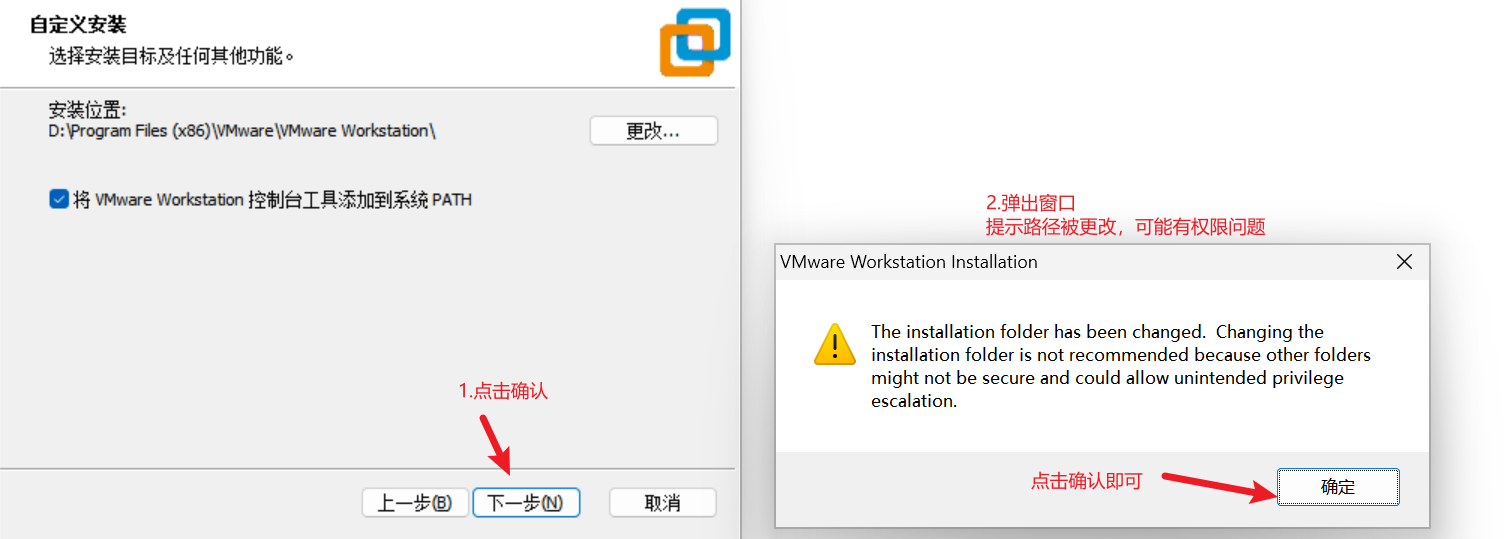 自定义安装
选择安装目标及任何其他功能。
安装位置:
D:\Program Files (x86)\VMware\VMware Workstation\
更改...
将 VMware Workstation 控制台工具添加到系统 PATH
1.点击确认
上一步(B)
下一步(N)
取消
2.弹出窗口
提示路径被更改，可能有权限问题
VMware Workstation Installation
The installation folder has been changed.  Changing the
installation folder is not recommended because other folders
might not be secure and could allow unintended privilege
escalation.
点击确认即可
确定